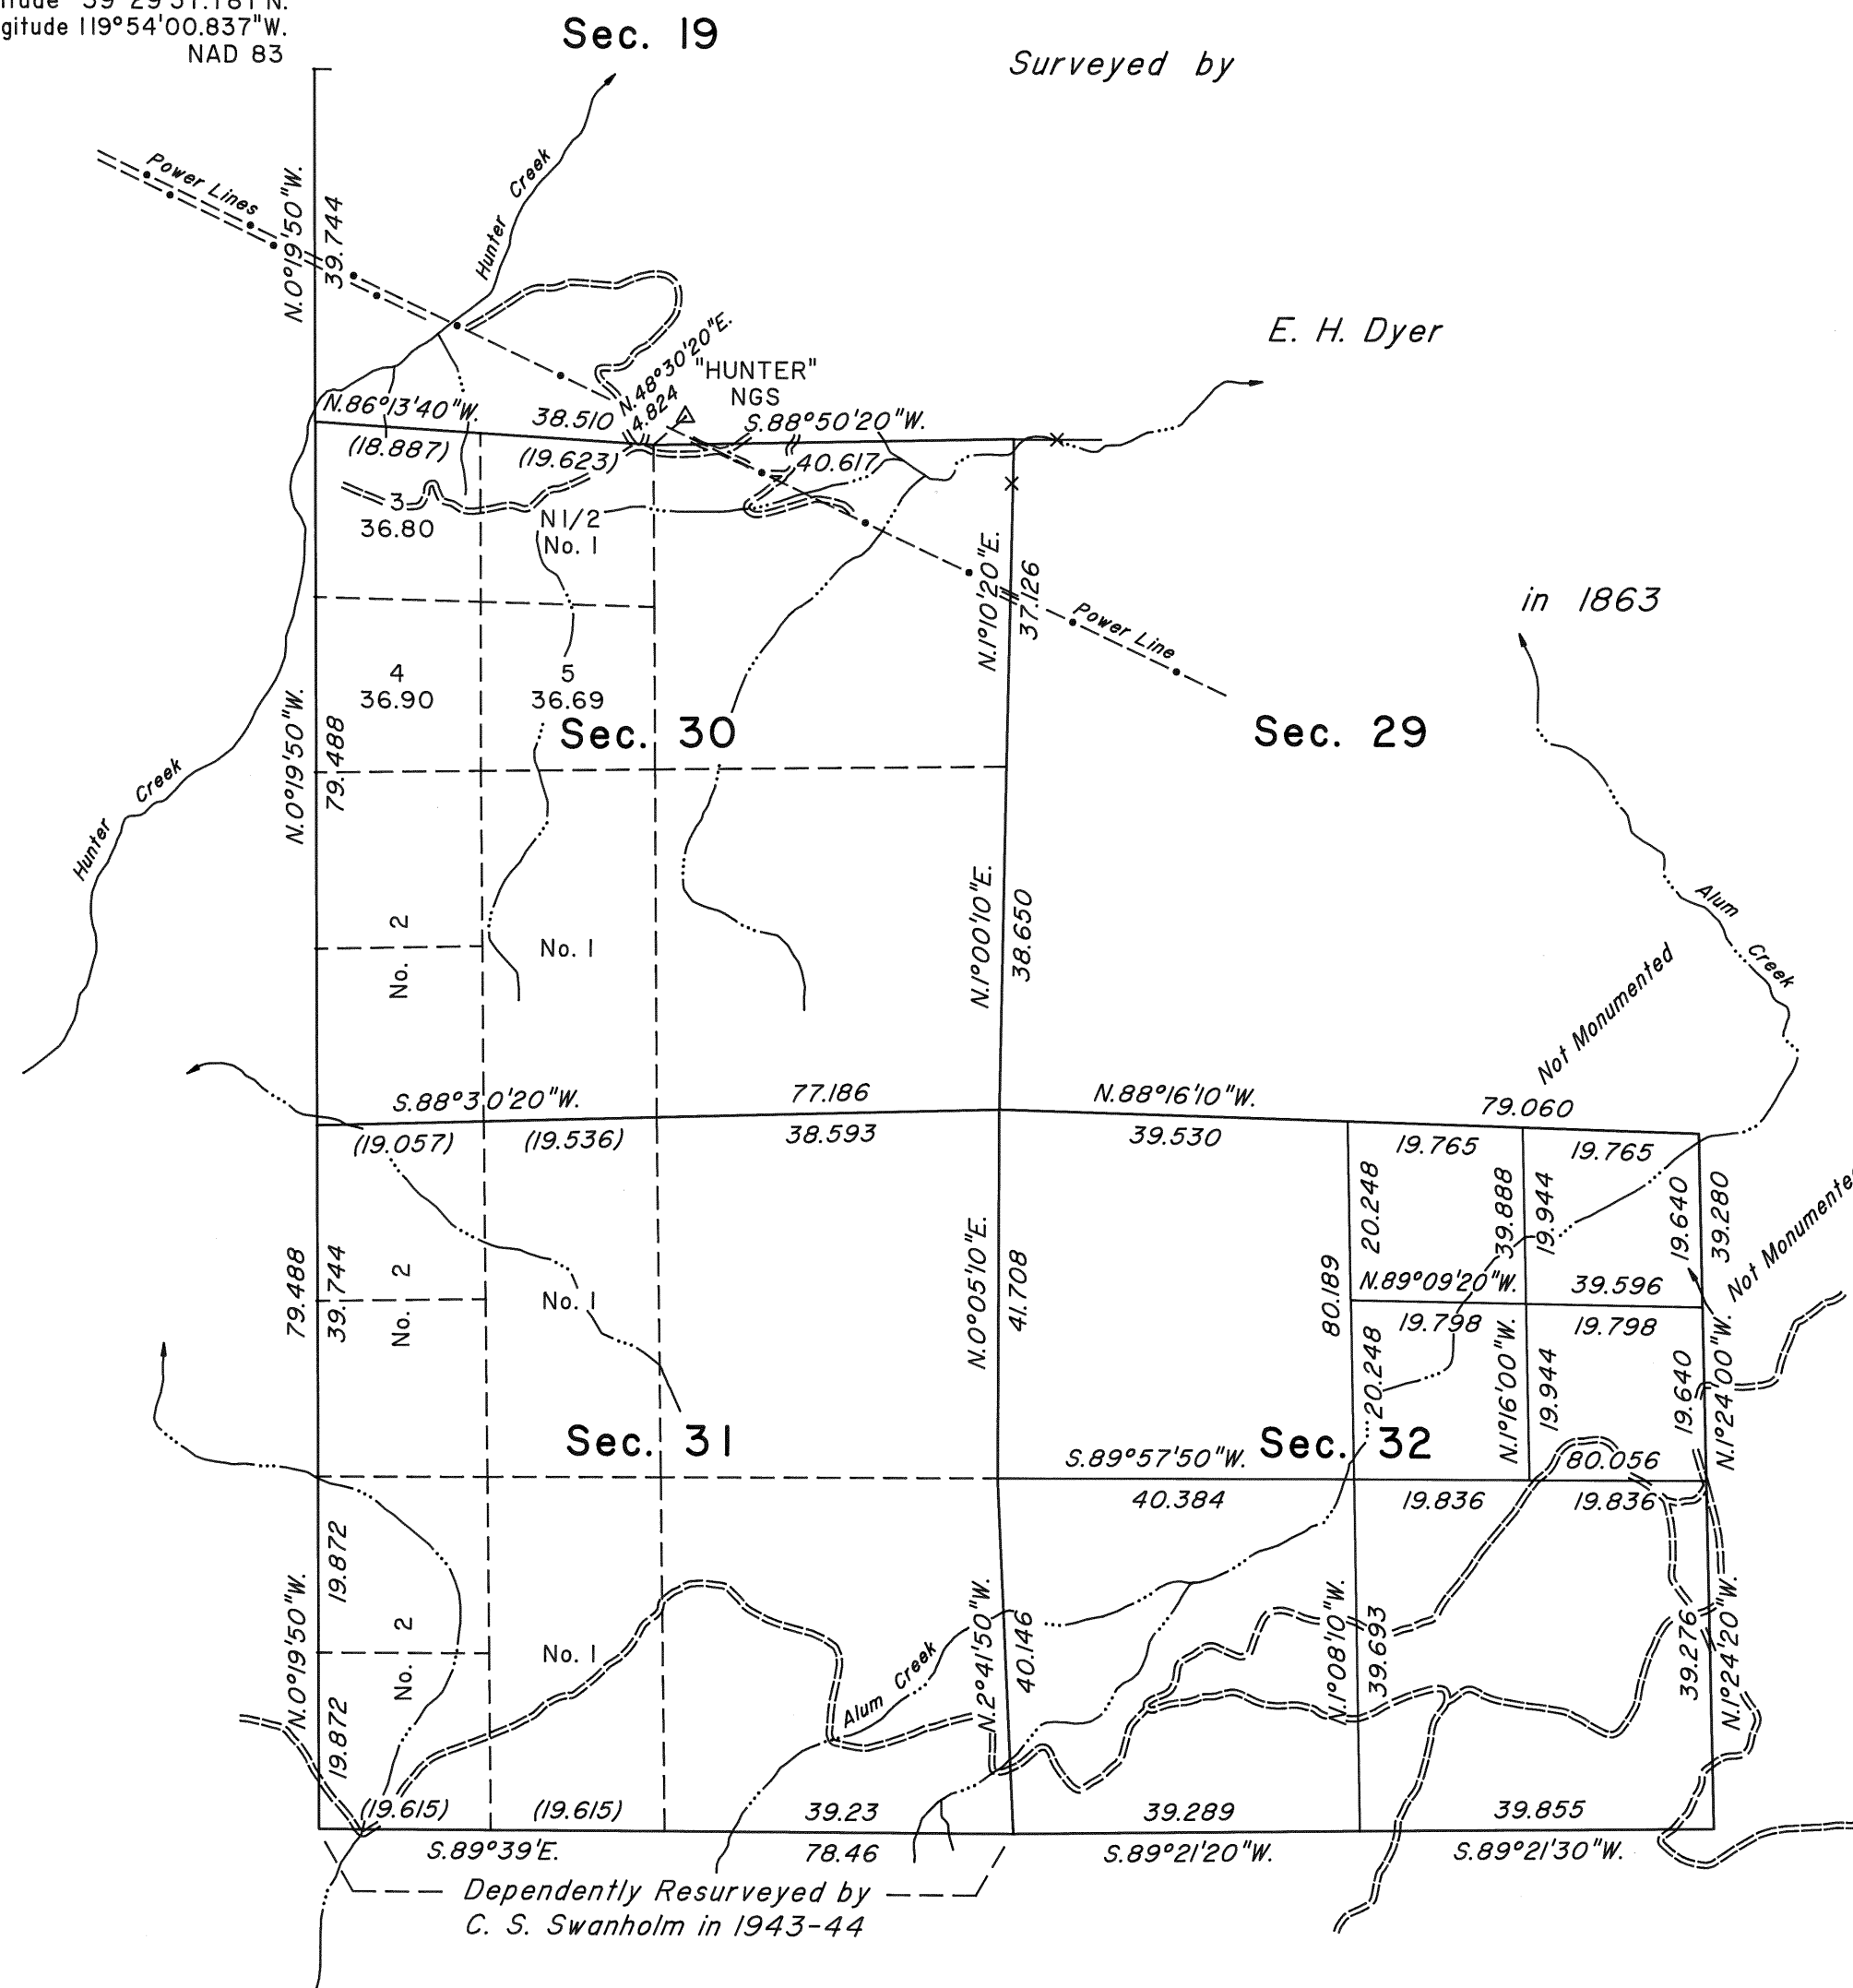 39°29'51.181"N.
gitude 119°54'00.837"W.
NAD 83
Sec. 19
Surveyed by
Power Lines
Hunter Creek
N.0°19'50"W.
39.744
E. H. Dyer
N.48°30'20"E.
4.824
"HUNTER"
NGS
N.86°13'40"W.
38.510
S.88°50'20"W.
(18.887)
(19.623)
40.617
3
36.80
N1/2
No. 1
N.1°10'20"E.
37.126
Power Line
in 1863
4
36.90
5
36.69
Sec. 30
Sec. 29
N.0°19'50"W.
79.488
Hunter Creek
No. 2
No. 1
N.1°00'10"E.
38.650
Alum Creek
Not Monumented
S.88°30'20"W.
77.186
N.88°16'10"W.
79.060
(19.057)
(19.536)
38.593
39.530
19.765
19.765
20.248
39.888
19.944
19.640
39.280
Not Monumente
79.488
39.744
No. 2
No. 1
N.0°05'10"E.
41.708
80.189
N.89°09'20"W.
39.596
19.798
19.798
20.248
N.1°16'00"W.
19.944
19.640
N.1°24'00"W.
Sec. 31
S.89°57'50"W.
Sec. 32
80.056
40.384
19.836
19.836
N.0°19'50"W.
19.872
19.872
No. 2
No. 1
Alum Creek
N.2°41'50"W.
40.146
N.1°08'10"W.
39.693
39.276
N.1°24'20"W.
(19.615)
(19.615)
39.23
39.289
39.855
S.89°39'E.
78.46
S.89°21'20"W.
S.89°21'30"W.
Dependently Resurveyed by
C. S. Swanholm in 1943-44